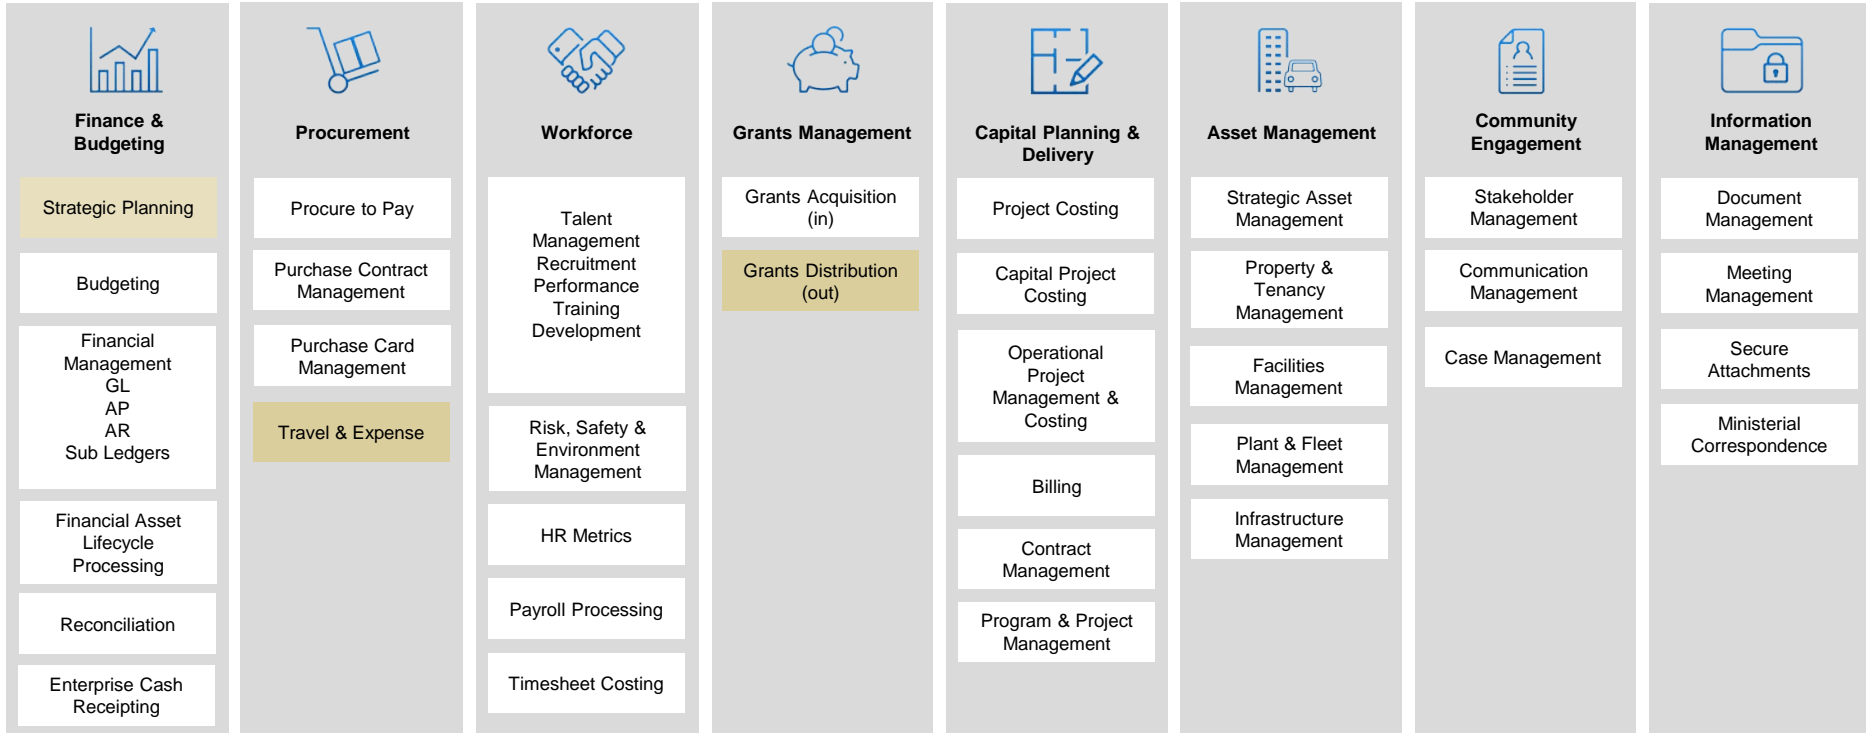 Finance &
Budgeting
Strategic Planning
Budgeting
Financial
Management
GL
AP
AR
Sub Ledgers
Financial Asset
Lifecycle
Processing
Reconciliation
Enterprise Cash
Receipting
Procurement
Procure to Pay
Purchase Contract
Management
Purchase Card
Management
Travel & Expense
Workforce
Talent
Management
Recruitment
Performance
Training
Development
Risk, Safety &
Environment
Management
HR Metrics
Payroll Processing
Timesheet Costing
Grants Management
Grants Acquisition
(in)
Grants Distribution
(out)
Capital Planning &
Delivery
Project Costing
Capital Project
Costing
Operational
Project
Management &
Costing
Billing
Contract
Management
Program & Project
Management
Asset Management
Strategic Asset
Management
Property &
Tenancy
Management
Facilities
Management
Plant & Fleet
Management
Infrastructure
Management
Community
Engagement
Stakeholder
Management
Communication
Management
Case Management
Information
Management
Document
Management
Meeting
Management
Secure
Attachments
Ministerial
Correspondence